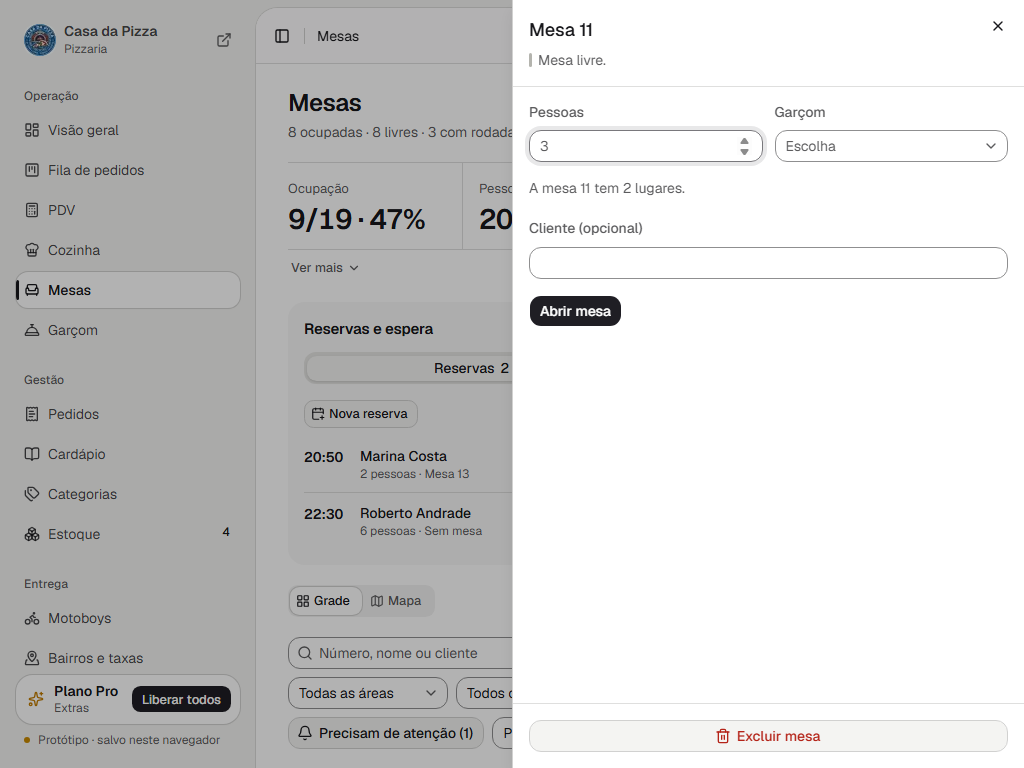 Casa da Pizza
Pizzaria
Operação
Visão geral
Fila de pedidos
PDV
Cozinha
Mesas
Garçom
Gestão
Pedidos
Cardápio
Categorias
Estoque 4
Entrega
Motoboys
Bairros e taxas
Plano Pro
Extras
Liberar todos
Protótipo · salvo neste navegador
Mesas
Mesas
8 ocupadas · 8 livres · 3 com rodada
Ocupação
9/19 · 47%
Pesso
20
Ver mais
Reservas e espera
Reservas 2
Nova reserva
20:50 Marina Costa
2 pessoas · Mesa 13
22:30 Roberto Andrade
6 pessoas · Sem mesa
Grade Mapa
Número, nome ou cliente
Todas as áreas Todos
Precisam de atenção (1) P
Mesa 11
Mesa livre.
Pessoas Garçom
3 Escolha
A mesa 11 tem 2 lugares.
Cliente (opcional)
Abrir mesa
Excluir mesa